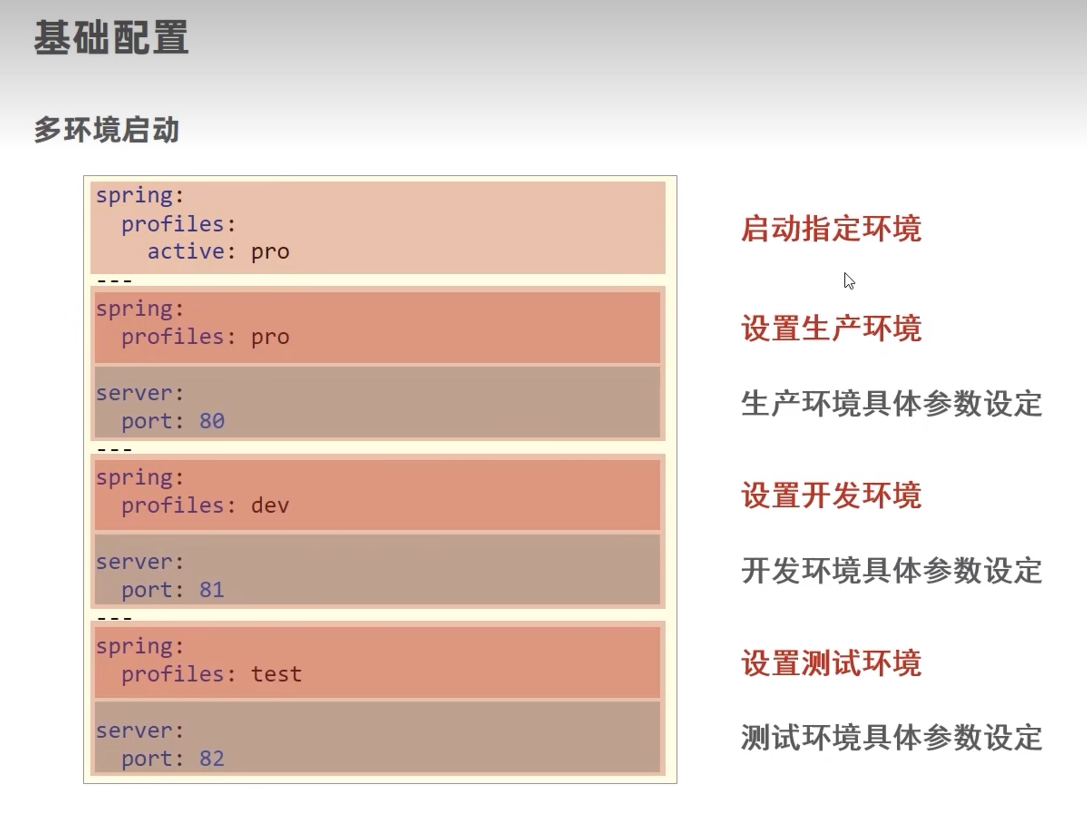 基础配置
多环境启动
spring:
  profiles:
    active: pro
---
spring:
  profiles: pro
server:
  port: 80
---
spring:
  profiles: dev
server:
  port: 81
---
spring:
  profiles: test
server:
  port: 82
启动指定环境
设置生产环境
生产环境具体参数设定
设置开发环境
开发环境具体参数设定
设置测试环境
测试环境具体参数设定